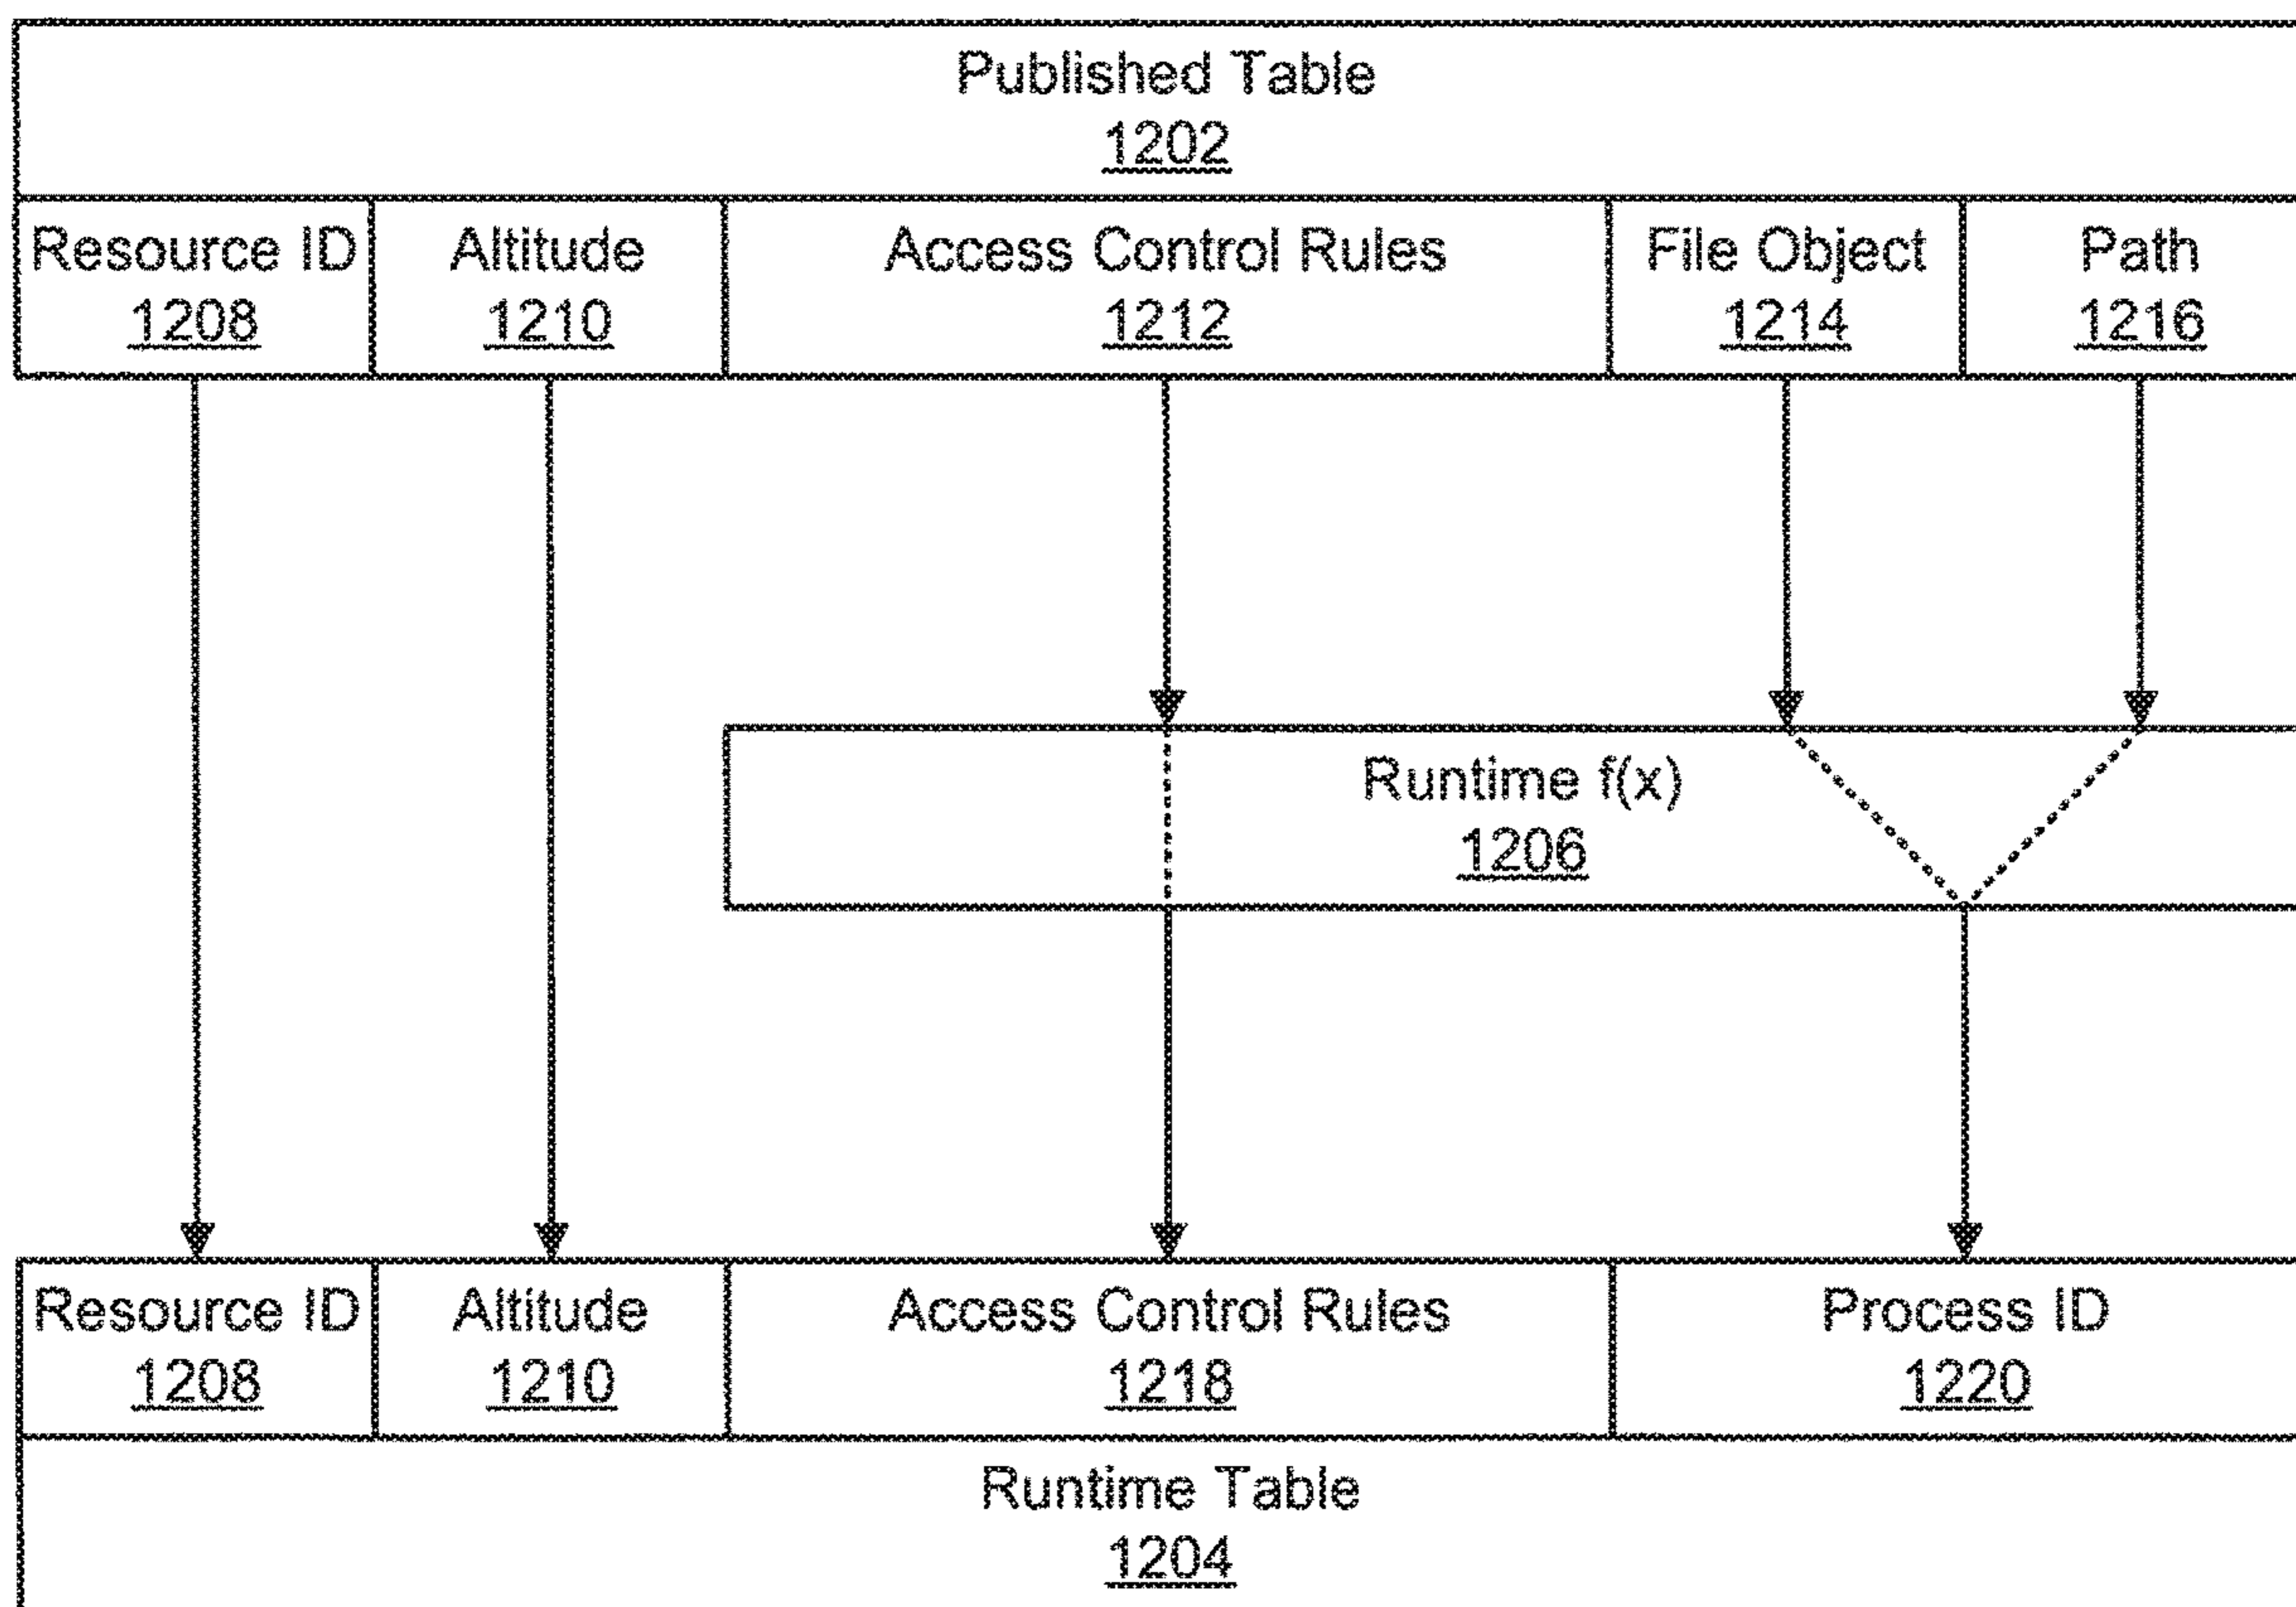 Published Table
1202
Resource ID Altitude Access Control Rules File Object Path
1208 1210 1212 1214 1216
Runtime f(x)
1206
Resource ID Altitude Access Control Rules Process ID
1208 1210 1218 1220
Runtime Table
1204